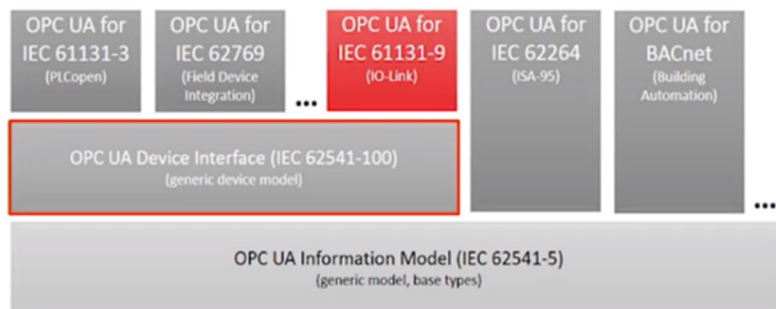 OPC UA for
IEC 61131-3
(PLCopen)
OPC UA for
IEC 62769
(Field Device
Integration)
...
OPC UA for
IEC 61131-9
(IO-Link)
OPC UA for
IEC 62264
(ISA-95)
OPC UA for
BACnet
(Building
Automation)
OPC UA Device Interface (IEC 62541-100)
(generic device model)
...
OPC UA Information Model (IEC 62541-5)
(generic model, base types)